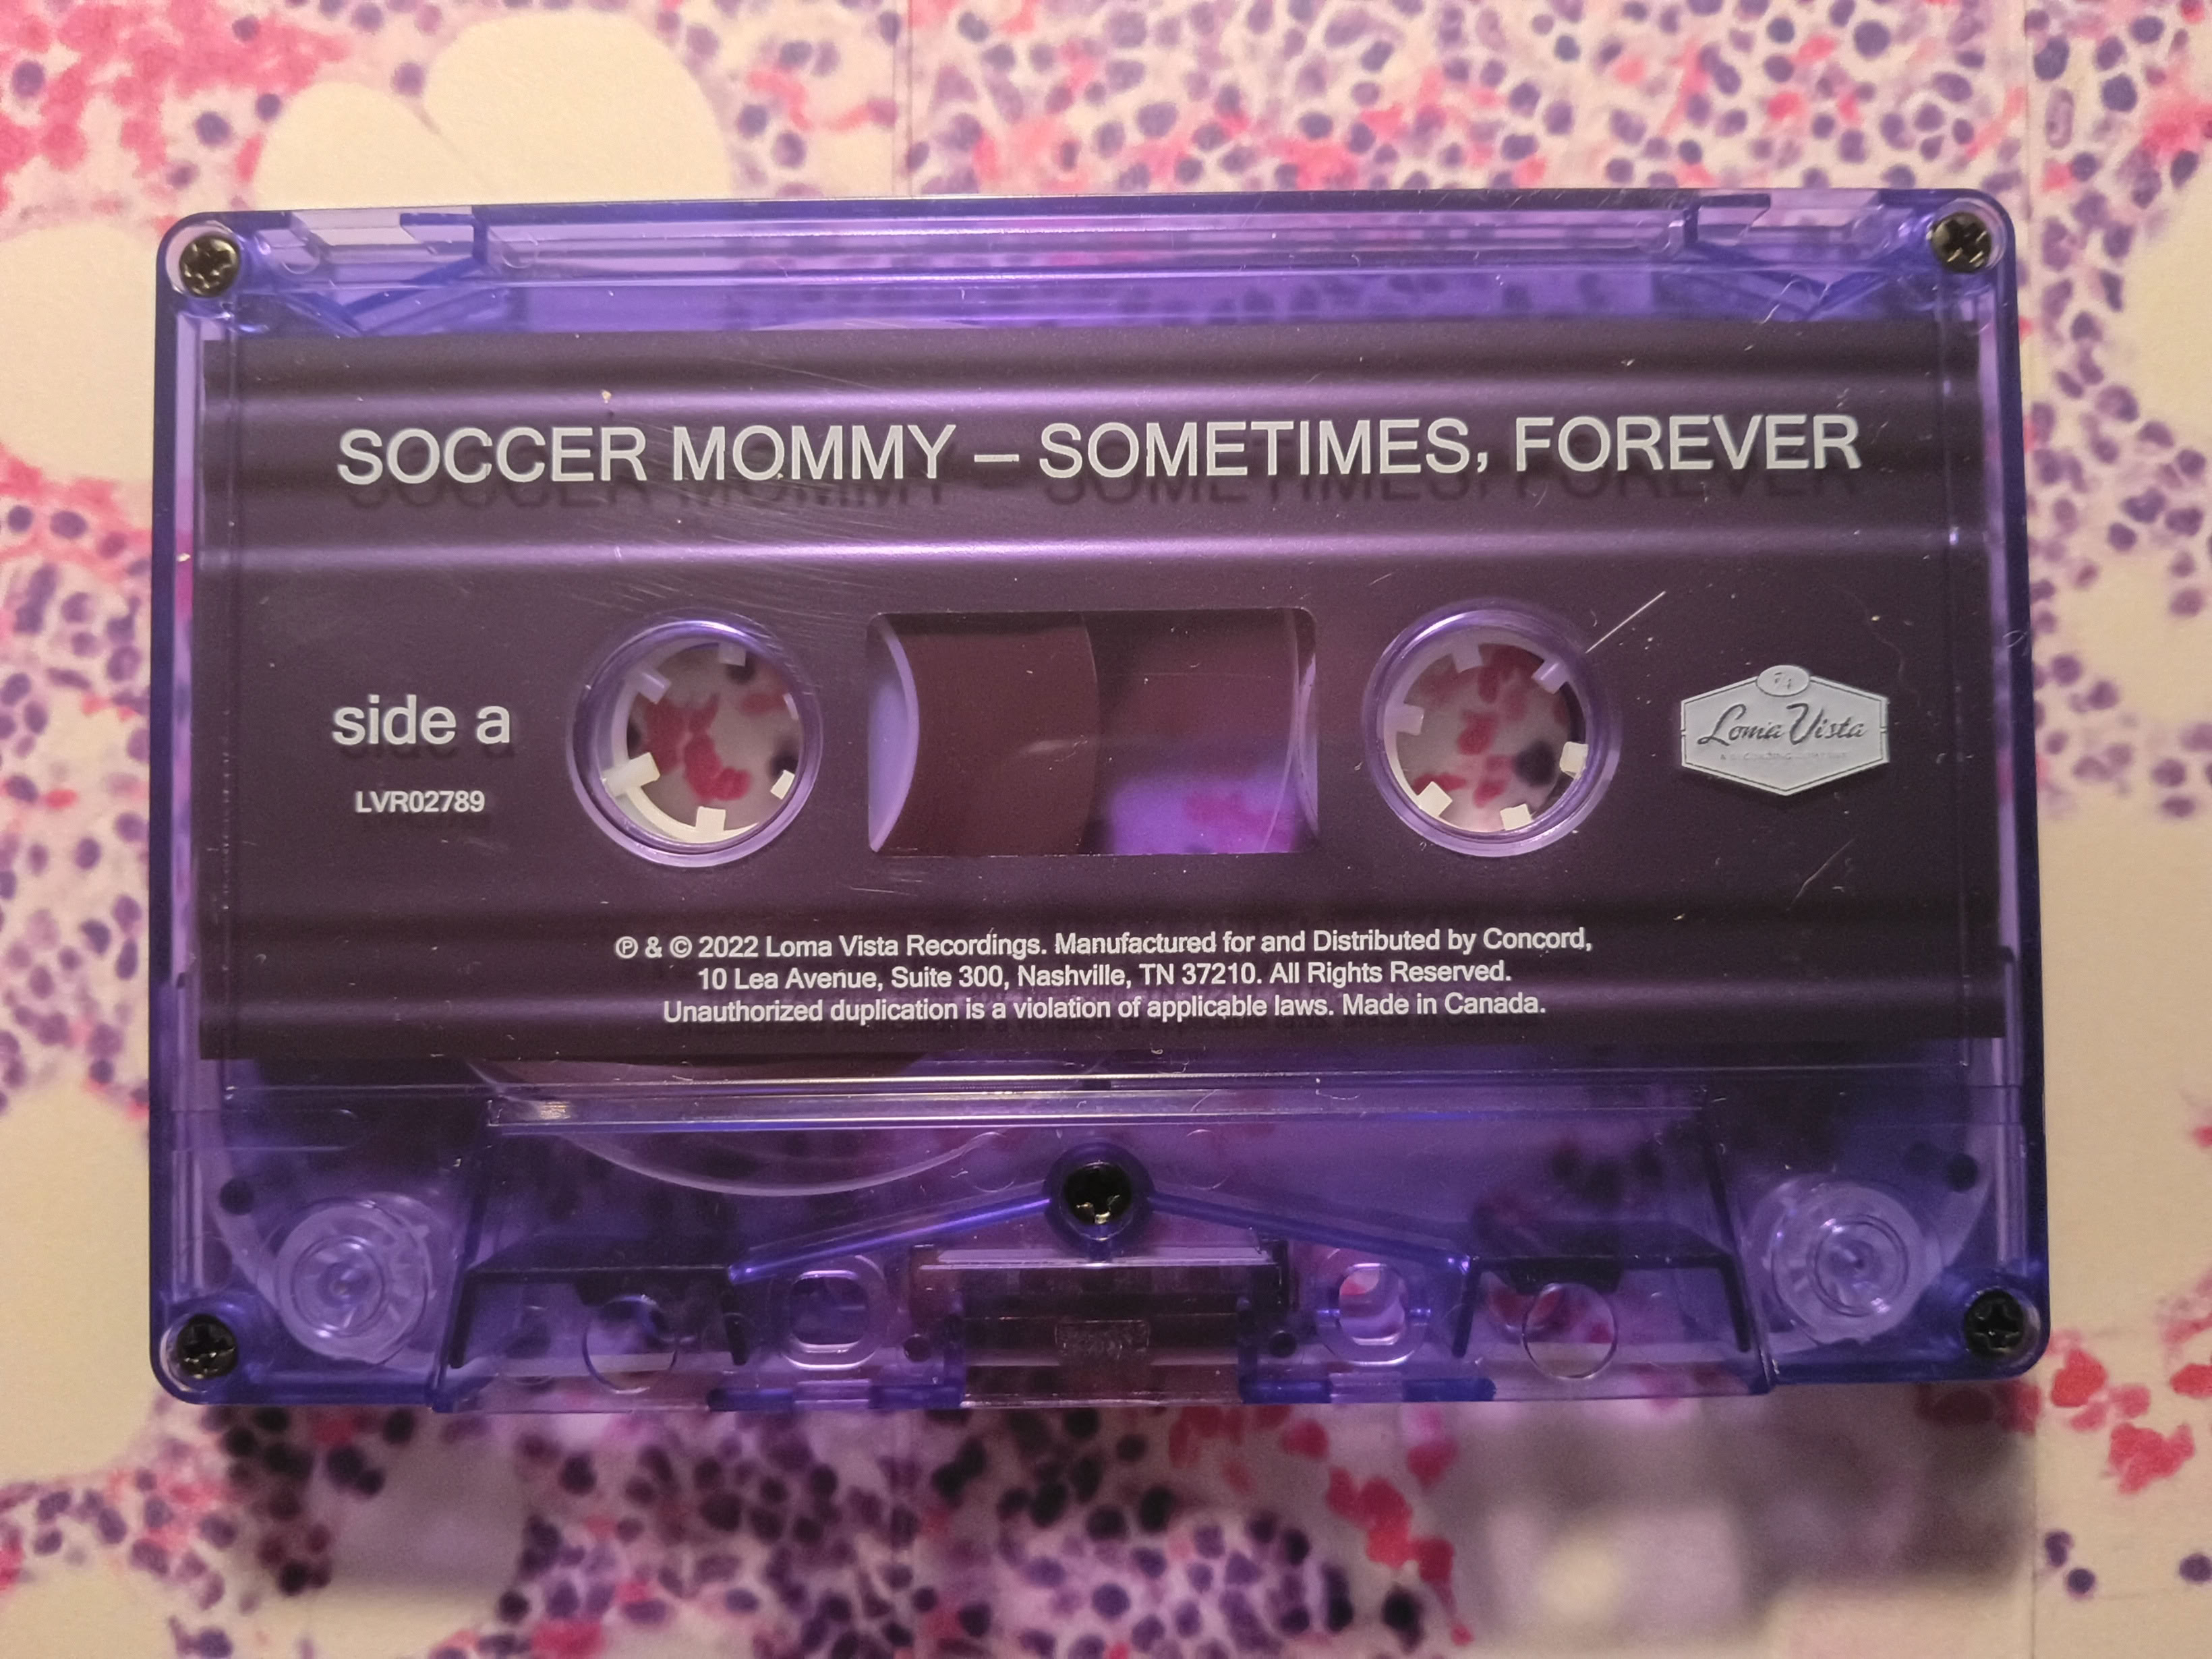 SOCCER MOMMY – SOMETIMES, FOREVER
side a
LVR02789
Loma Vista
℗ & © 2022 Loma Vista Recordings. Manufactured for and Distributed by Concord,
10 Lea Avenue, Suite 300, Nashville, TN 37210. All Rights Reserved.
Unauthorized duplication is a violation of applicable laws. Made in Canada.